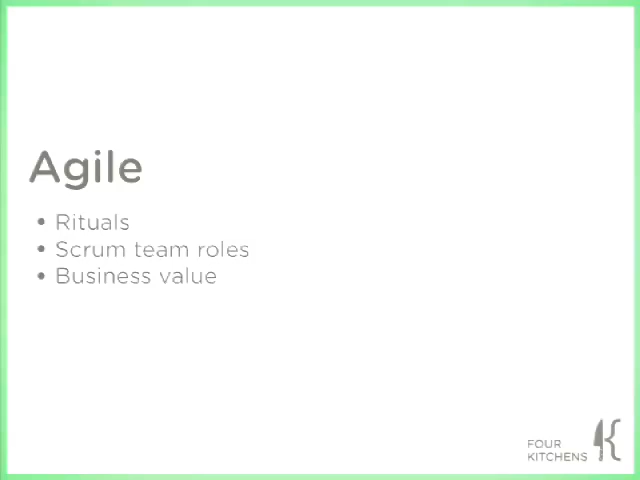 Agile
• Rituals
• Scrum team roles
• Business value
FOUR
KITCHENS